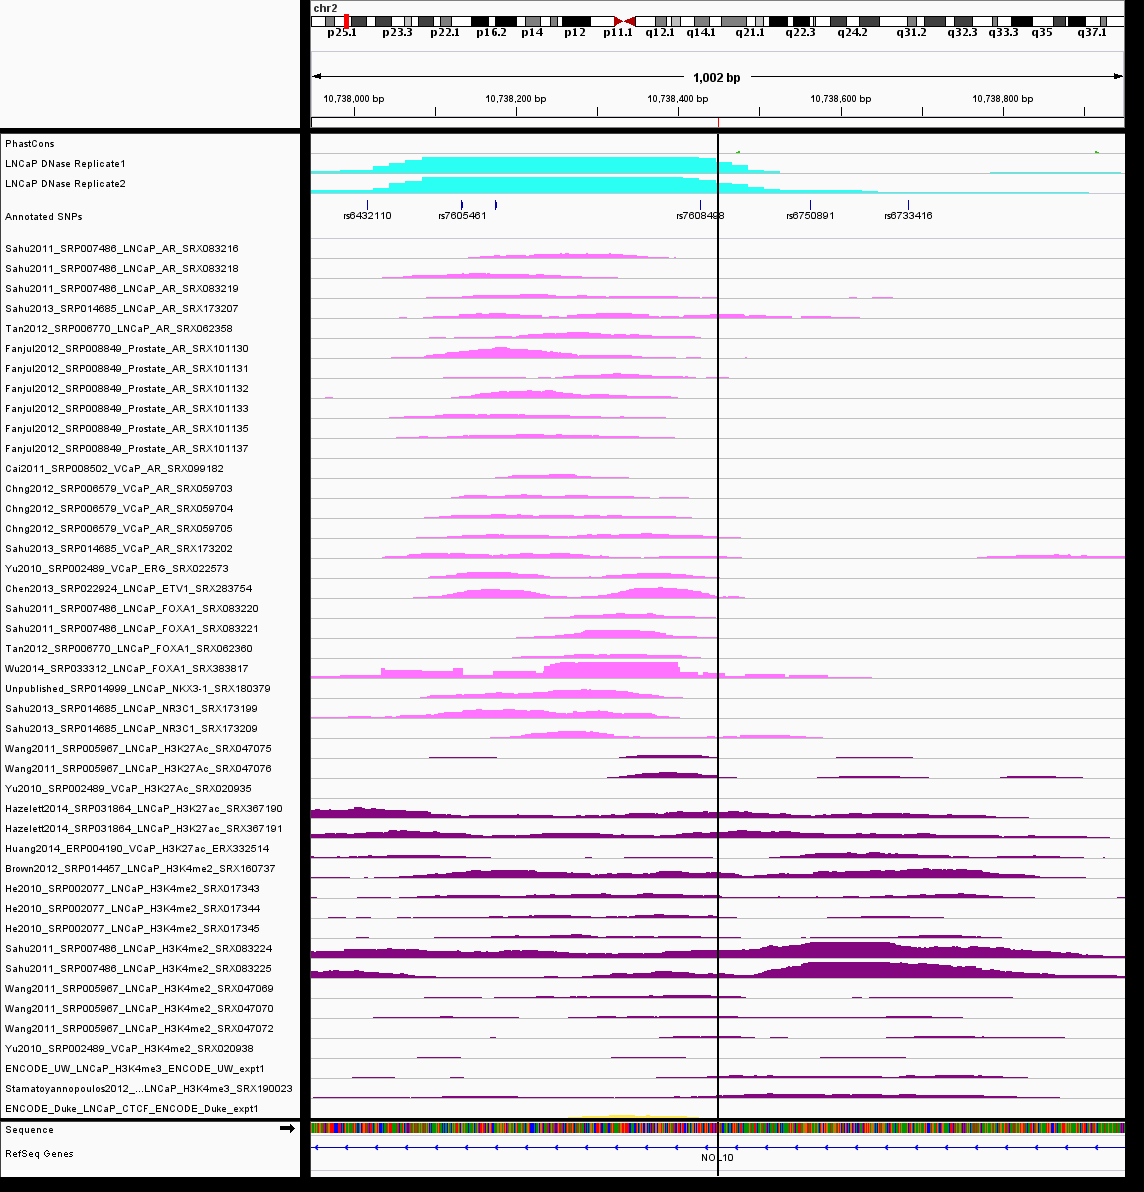 chr2
p25.1 p23.3 p22.1 p16.2 p14 p12 p11.1 q12.1 q14.1 q21.1 q22.3 q24.2 q31.2 q32.3 q33.3 q35 q37.1
1,002 bp
10,738,000 bp 10,738,200 bp 10,738,400 bp 10,738,600 bp 10,738,800 bp
PhastCons
LNCaP DNase Replicate1
LNCaP DNase Replicate2
Annotated SNPs
rs6432110 rs7605461 rs7608498 rs6750891 rs6733416
Sahu2011_SRP007486_LNCaP_AR_SRX083216
Sahu2011_SRP007486_LNCaP_AR_SRX083218
Sahu2011_SRP007486_LNCaP_AR_SRX083219
Sahu2013_SRP014685_LNCaP_AR_SRX173207
Tan2012_SRP006770_LNCaP_AR_SRX062358
Fanjul2012_SRP008849_Prostate_AR_SRX101130
Fanjul2012_SRP008849_Prostate_AR_SRX101131
Fanjul2012_SRP008849_Prostate_AR_SRX101132
Fanjul2012_SRP008849_Prostate_AR_SRX101133
Fanjul2012_SRP008849_Prostate_AR_SRX101135
Fanjul2012_SRP008849_Prostate_AR_SRX101137
Cai2011_SRP008502_VCaP_AR_SRX099182
Chng2012_SRP006579_VCaP_AR_SRX059703
Chng2012_SRP006579_VCaP_AR_SRX059704
Chng2012_SRP006579_VCaP_AR_SRX059705
Sahu2013_SRP014685_VCaP_AR_SRX173202
Yu2010_SRP002489_VCaP_ERG_SRX022573
Chen2013_SRP022924_LNCaP_ETV1_SRX283754
Sahu2011_SRP007486_LNCaP_FOXA1_SRX083220
Sahu2011_SRP007486_LNCaP_FOXA1_SRX083221
Tan2012_SRP006770_LNCaP_FOXA1_SRX062360
Wu2014_SRP033312_LNCaP_FOXA1_SRX383817
Unpublished_SRP014999_LNCaP_NKX3-1_SRX180379
Sahu2013_SRP014685_LNCaP_NR3C1_SRX173199
Sahu2013_SRP014685_LNCaP_NR3C1_SRX173209
Wang2011_SRP005967_LNCaP_H3K27Ac_SRX047075
Wang2011_SRP005967_LNCaP_H3K27Ac_SRX047076
Yu2010_SRP002489_VCaP_H3K27Ac_SRX020935
Hazelett2014_SRP031864_LNCaP_H3K27ac_SRX367190
Hazelett2014_SRP031864_LNCaP_H3K27ac_SRX367191
Huang2014_ERP004190_VCaP_H3K27ac_ERX332514
Brown2012_SRP014457_LNCaP_H3K4me2_SRX160737
He2010_SRP002077_LNCaP_H3K4me2_SRX017343
He2010_SRP002077_LNCaP_H3K4me2_SRX017344
He2010_SRP002077_LNCaP_H3K4me2_SRX017345
Sahu2011_SRP007486_LNCaP_H3K4me2_SRX083224
Sahu2011_SRP007486_LNCaP_H3K4me2_SRX083225
Wang2011_SRP005967_LNCaP_H3K4me2_SRX047069
Wang2011_SRP005967_LNCaP_H3K4me2_SRX047070
Wang2011_SRP005967_LNCaP_H3K4me2_SRX047072
Yu2010_SRP002489_VCaP_H3K4me2_SRX020938
ENCODE_UW_LNCaP_H3K4me3_ENCODE_UW_expt1
Stamatoyannopoulos2012_...LNCaP_H3K4me3_SRX190023
ENCODE_Duke_LNCaP_CTCF_ENCODE_Duke_expt1
Sequence
RefSeq Genes
NOL10